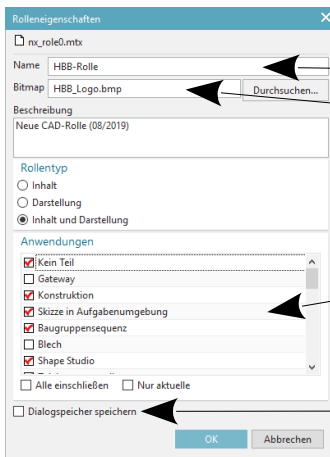 Rolleneigenschaften
nx_role0.mtx
Name HBB-Rolle
Bitmap HBB_Logo.bmp Durchsuchen...
Beschreibung
Neue CAD-Rolle (08/2019)
Rollentyp
Inhalt
Darstellung
Inhalt und Darstellung
Anwendungen
Kein Teil
Gateway
Konstruktion
Skizze in Aufgabenumgebung
Baugruppensequenz
Blech
Shape Studio
Alle einschließen Nur aktuelle
Dialogspeicher speichern
OK Abbrechen